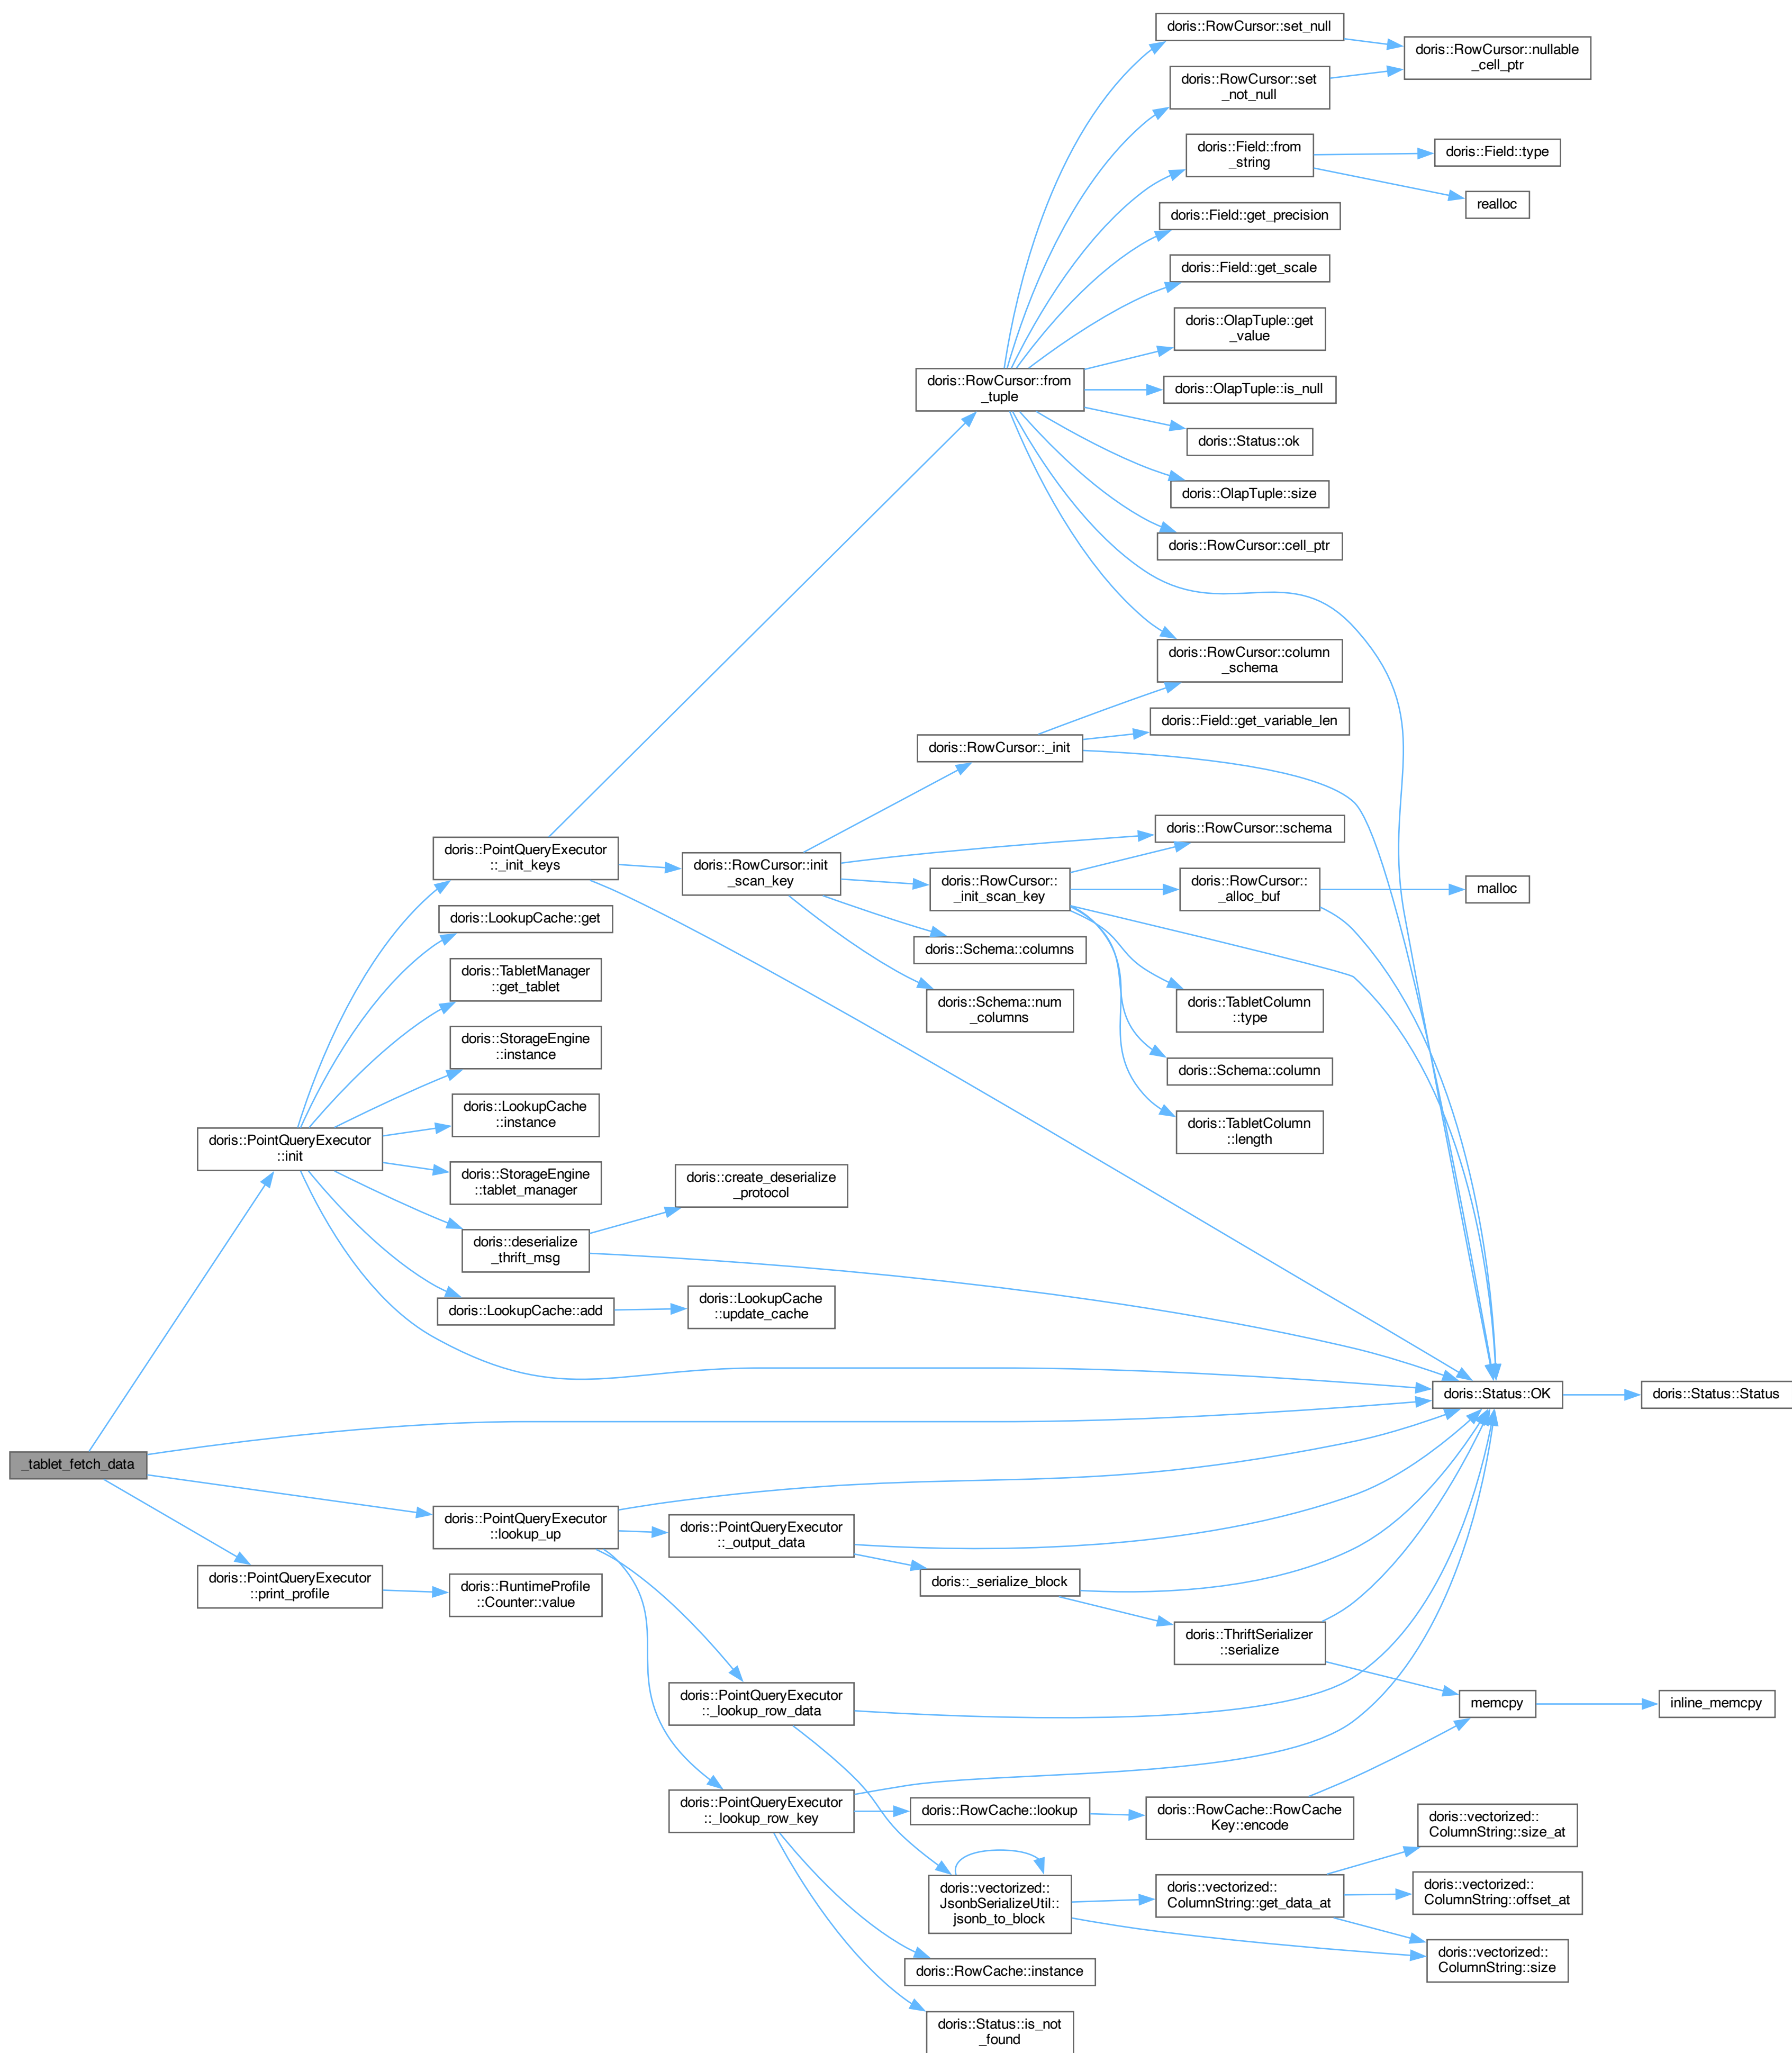 doris::RowCursor::set_null
doris::RowCursor::nullable
_cell_ptr
doris::RowCursor::set
_not_null
doris::Field::from
_string
doris::Field::type
realloc
doris::Field::get_precision
doris::Field::get_scale
doris::OlapTuple::get
_value
doris::RowCursor::from
_tuple
doris::OlapTuple::is_null
doris::Status::ok
doris::OlapTuple::size
doris::RowCursor::cell_ptr
doris::RowCursor::column
_schema
doris::Field::get_variable_len
doris::RowCursor::_init
doris::RowCursor::schema
doris::PointQueryExecutor
::_init_keys
doris::RowCursor::init
_scan_key
doris::RowCursor::
_init_scan_key
doris::RowCursor::
_alloc_buf
malloc
doris::LookupCache::get
doris::Schema::columns
doris::TabletManager
::get_tablet
doris::Schema::num
_columns
doris::TabletColumn
::type
doris::StorageEngine
::instance
doris::Schema::column
doris::LookupCache
::instance
doris::TabletColumn
::length
doris::PointQueryExecutor
::init
doris::StorageEngine
::tablet_manager
doris::create_deserialize
_protocol
doris::deserialize
_thrift_msg
doris::LookupCache::add
doris::LookupCache
::update_cache
doris::Status::OK
doris::Status::Status
_tablet_fetch_data
doris::PointQueryExecutor
::lookup_up
doris::PointQueryExecutor
::_output_data
doris::PointQueryExecutor
::print_profile
doris::RuntimeProfile
::Counter::value
doris::_serialize_block
doris::ThriftSerializer
::serialize
doris::PointQueryExecutor
::_lookup_row_data
memcpy
inline_memcpy
doris::PointQueryExecutor
::_lookup_row_key
doris::RowCache::lookup
doris::RowCache::RowCache
Key::encode
doris::vectorized::
ColumnString::size_at
doris::vectorized::
JsonbSerializeUtil::
jsonb_to_block
doris::vectorized::
ColumnString::get_data_at
doris::vectorized::
ColumnString::offset_at
doris::vectorized::
ColumnString::size
doris::RowCache::instance
doris::Status::is_not
_found